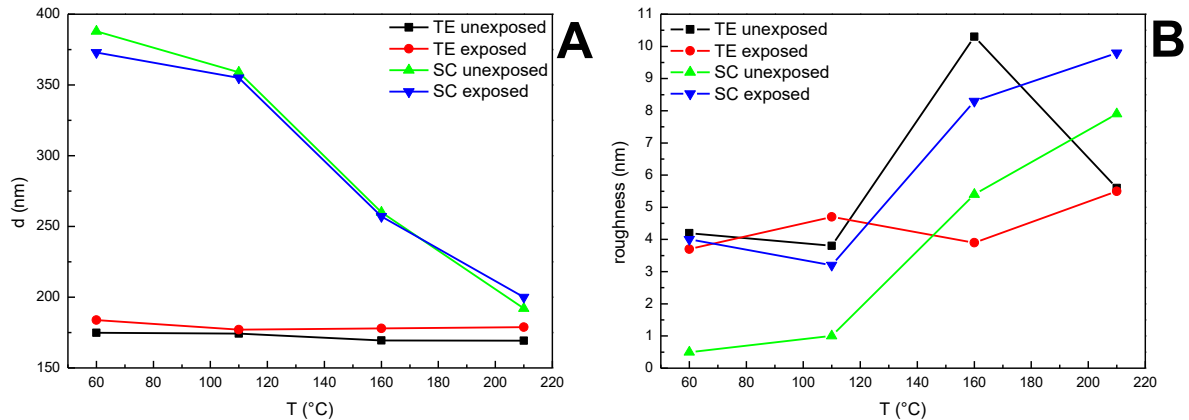 400
350
300
250
200
150
d (nm)
60 80 100 120 140 160 180 200 220
T (°C)
TE unexposed
TE exposed
SC unexposed
SC exposed
A
11
10
9
8
7
6
5
4
3
2
1
0
roughness (nm)
60 80 100 120 140 160 180 200 220
T (°C)
TE unexposed
TE exposed
SC unexposed
SC exposed
B